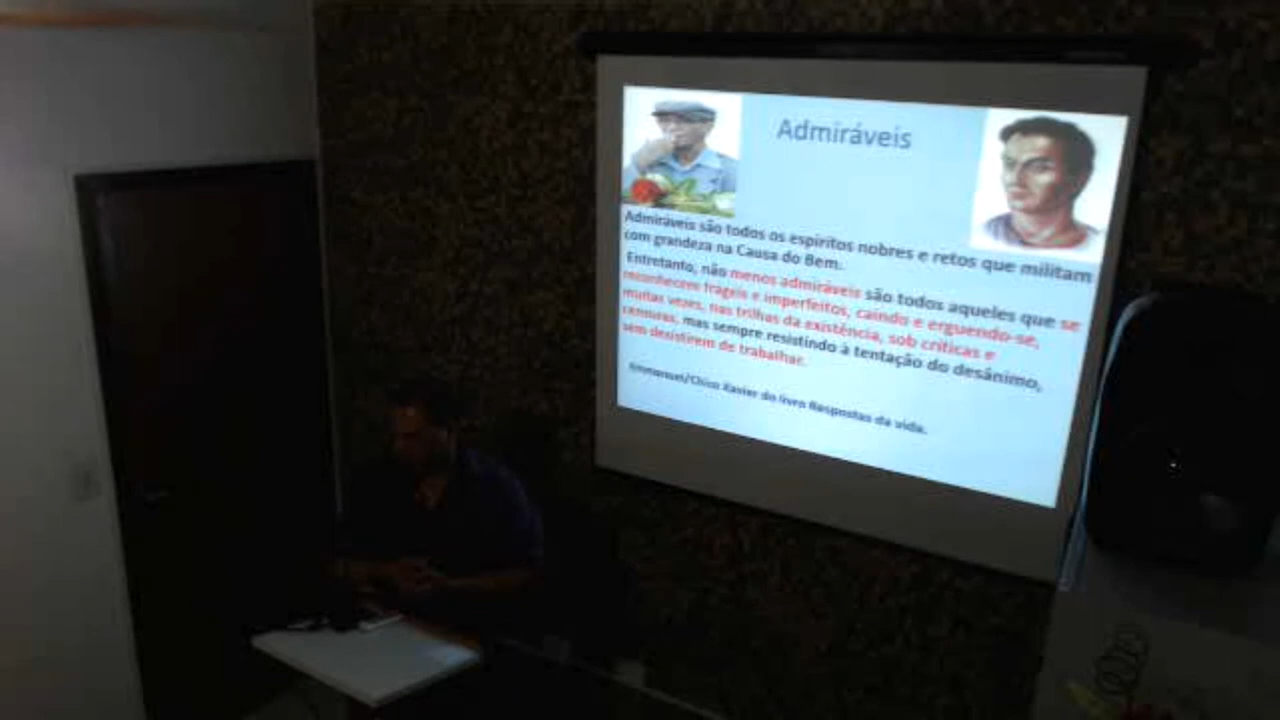 Admiráveis
Admiráveis são todos os espíritos nobres e retos que militam
com grandeza na Causa do Bem.
Entretanto, não menos admiráveis são todos aqueles que se
reconhecem frágeis e imperfeitos, caindo e erguendo-se,
muitas vezes, nas trilhas da existência, sob críticas e
censuras, mas sempre resistindo à tentação do desânimo,
sem desistirem de trabalhar.
Emmanuel/Chico Xavier do livro Respostas da vida.